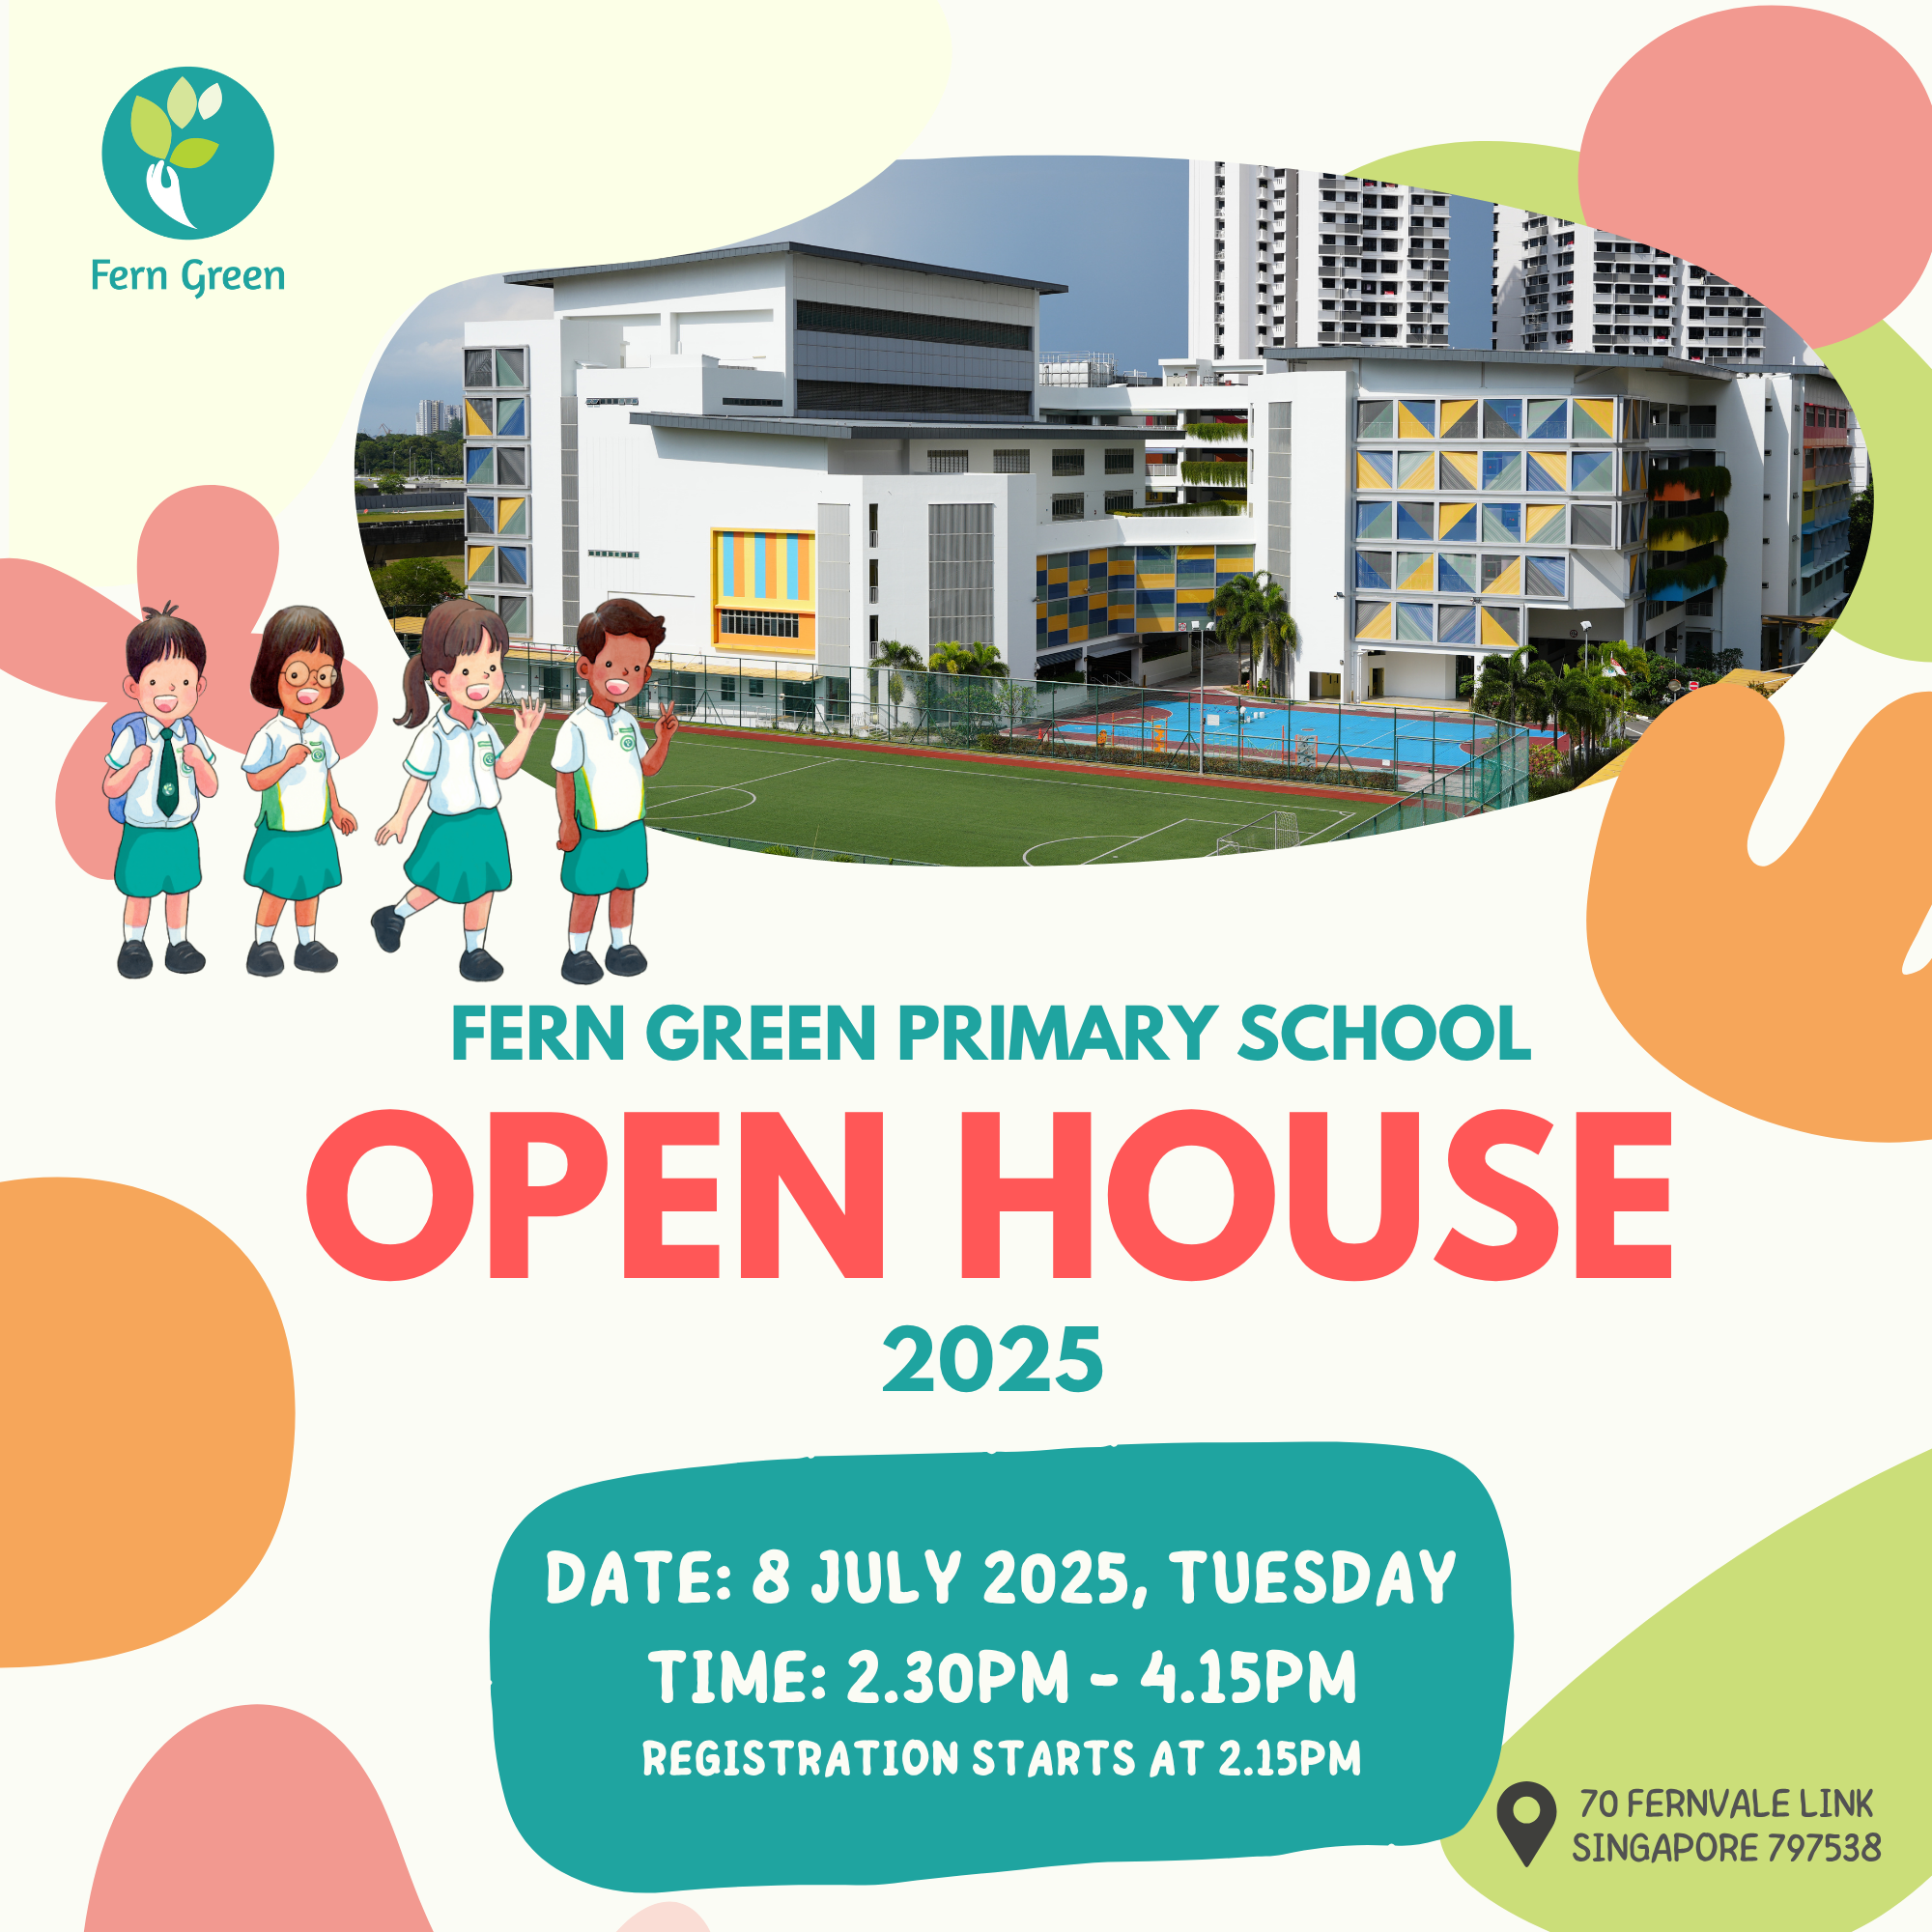 Fern Green
FERN GREEN PRIMARY SCHOOL
OPEN HOUSE
2025
DATE: 8 JULY 2025, TUESDAY
TIME: 2.30PM - 4.15PM
REGISTRATION STARTS AT 2.15PM
70 FERNVALE LINK
SINGAPORE 797538